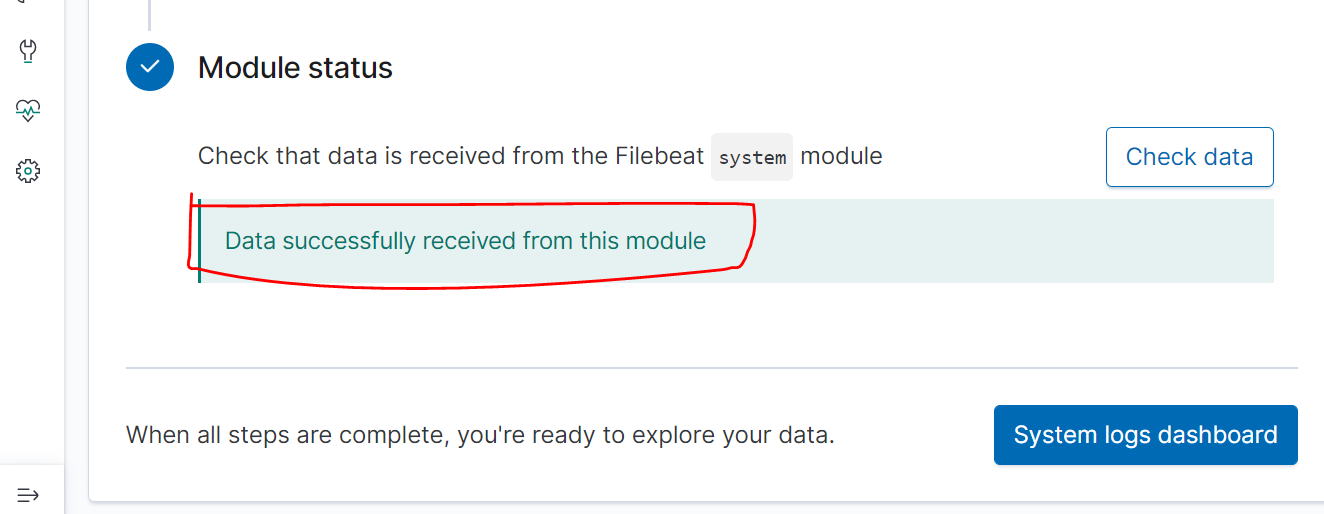 Module status
Check that data is received from the Filebeat system module
Check data
Data successfully received from this module
When all steps are complete, you're ready to explore your data.
System logs dashboard